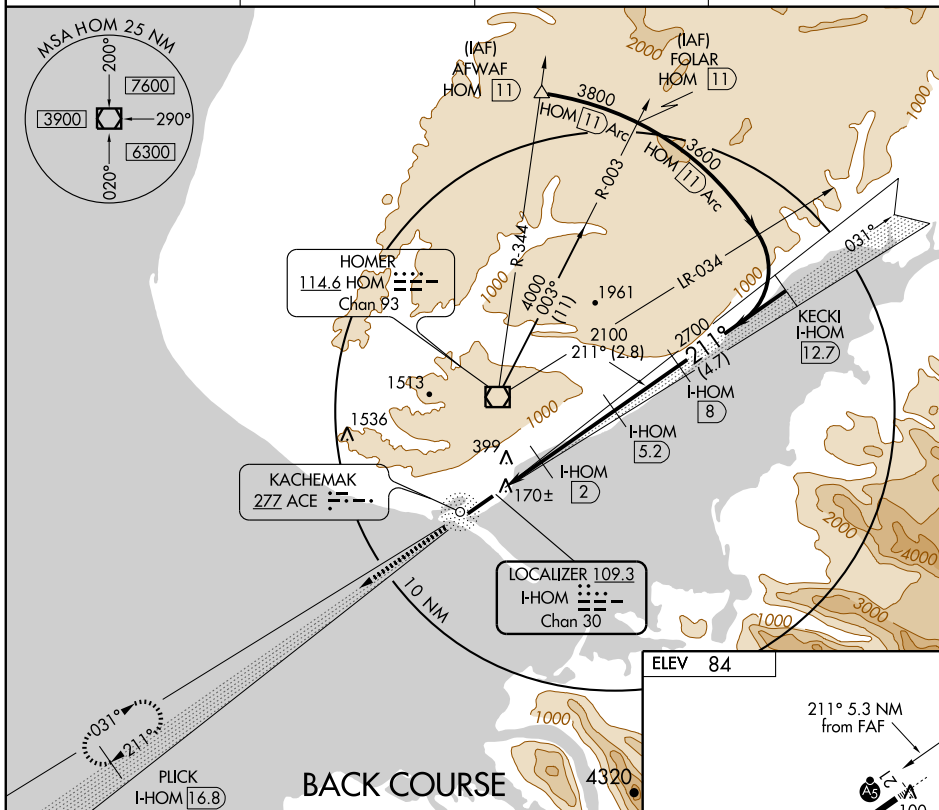 MSA HOM 25 NM
200°
7600
3900
290°
6300
020°
(IAF)
AFWAF
HOM 11
(IAF)
FOLAR
HOM 11
2000
1000
3800
HOM 11 Arc
3600
HOM 11 Arc
R-344
R-003
4000
003°
(11)
LR-034
031°
HOMER
114.6 HOM
Chan 93
1000
1961
1000
2100
211° (2.8)
2700
211°
(4.7)
KECKI
I-HOM
12.7
I-HOM
8
I-HOM
5.2
I-HOM
2
1543
1536
1000
399
170±
KACHEMAK
277 ACE
LOCALIZER 109.3
I-HOM
Chan 30
10 NM
2000
4000
3000
1000
1000
031°
211°
PLICK
I-HOM 16.8
BACK COURSE
4320
ELEV 84
211° 5.3 NM
from FAF
A5
21
100